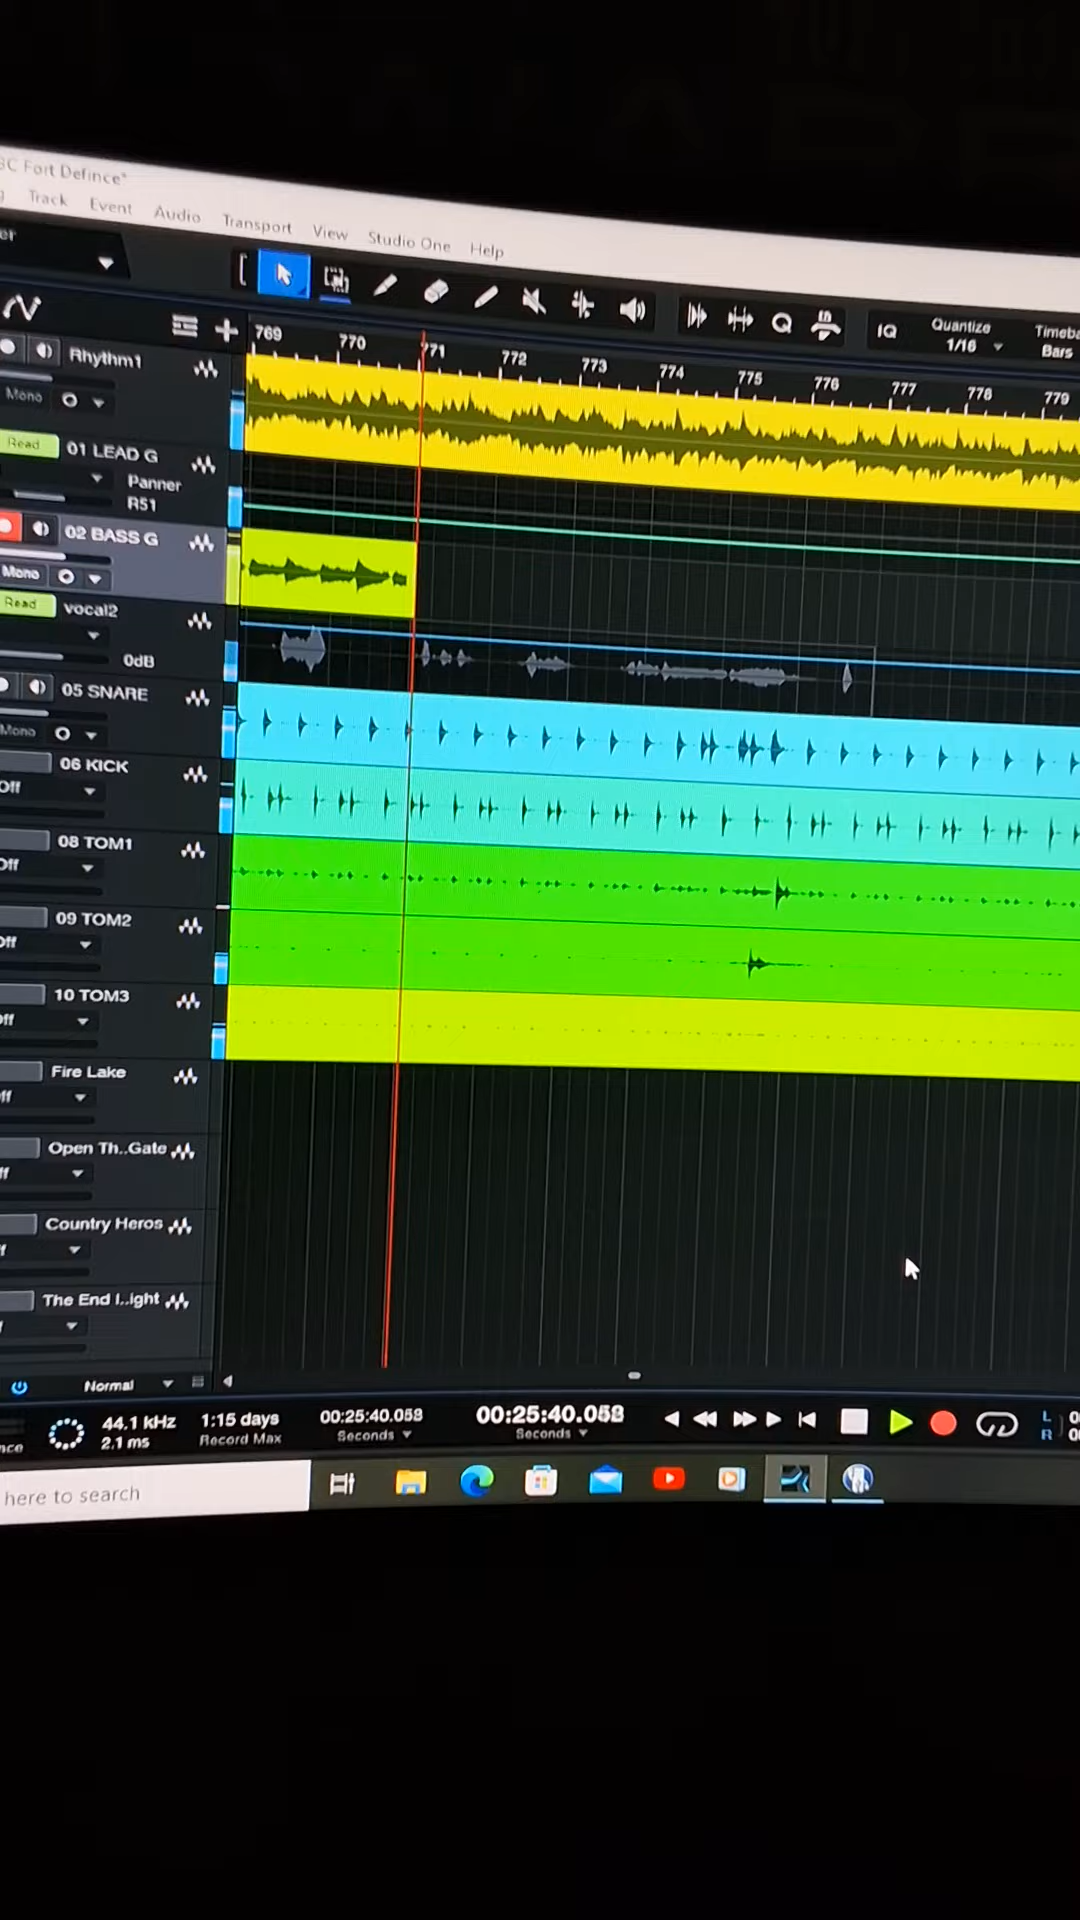 BC Fort Defince*
Track Event Audio Transport View Studio One Help
IQ Quantize 1/16 Bars
769 770 771 772 773 774 775 776 777 778 779
Rhythm1
Mono
Read 01 LEAD G
Panner
R51
02 BASS G
Mono
Read vocal2
0dB
05 SNARE
Mono
06 KICK
Off
08 TOM1
Off
09 TOM2
Off
10 TOM3
Off
Fire Lake
Open Th..Gate
Country Heros
The End I..ight
Normal
44.1 kHz 1:15 days 00:25:40.058 00:25:40.058 L
2.1 ms Record Max Seconds Seconds R
here to search